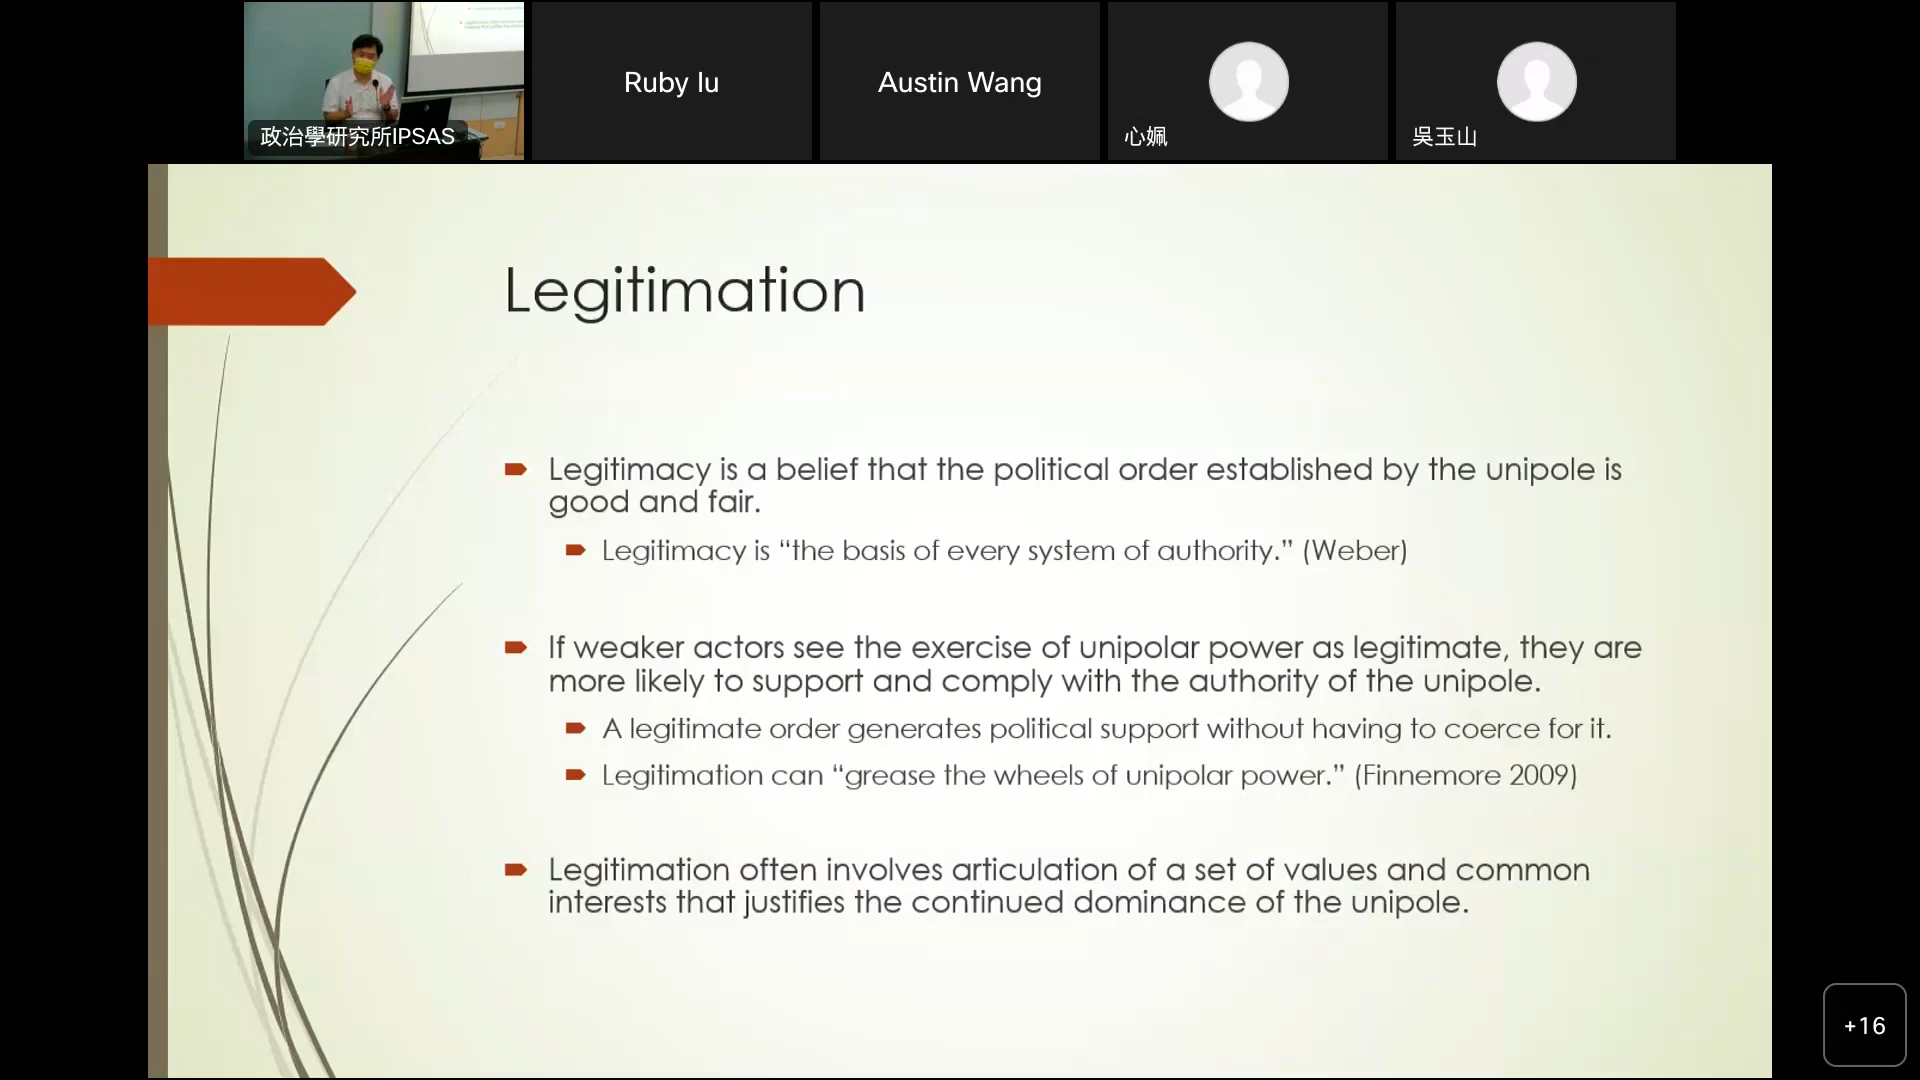 政治學研究所IPSAS
Ruby lu
Austin Wang
心姵
吳玉山
Legitimation
Legitimacy is a belief that the political order established by the unipole is
good and fair.
Legitimacy is “the basis of every system of authority.” (Weber)
If weaker actors see the exercise of unipolar power as legitimate, they are
more likely to support and comply with the authority of the unipole.
A legitimate order generates political support without having to coerce for it.
Legitimation can “grease the wheels of unipolar power.” (Finnemore 2009)
Legitimation often involves articulation of a set of values and common
interests that justifies the continued dominance of the unipole.
+16